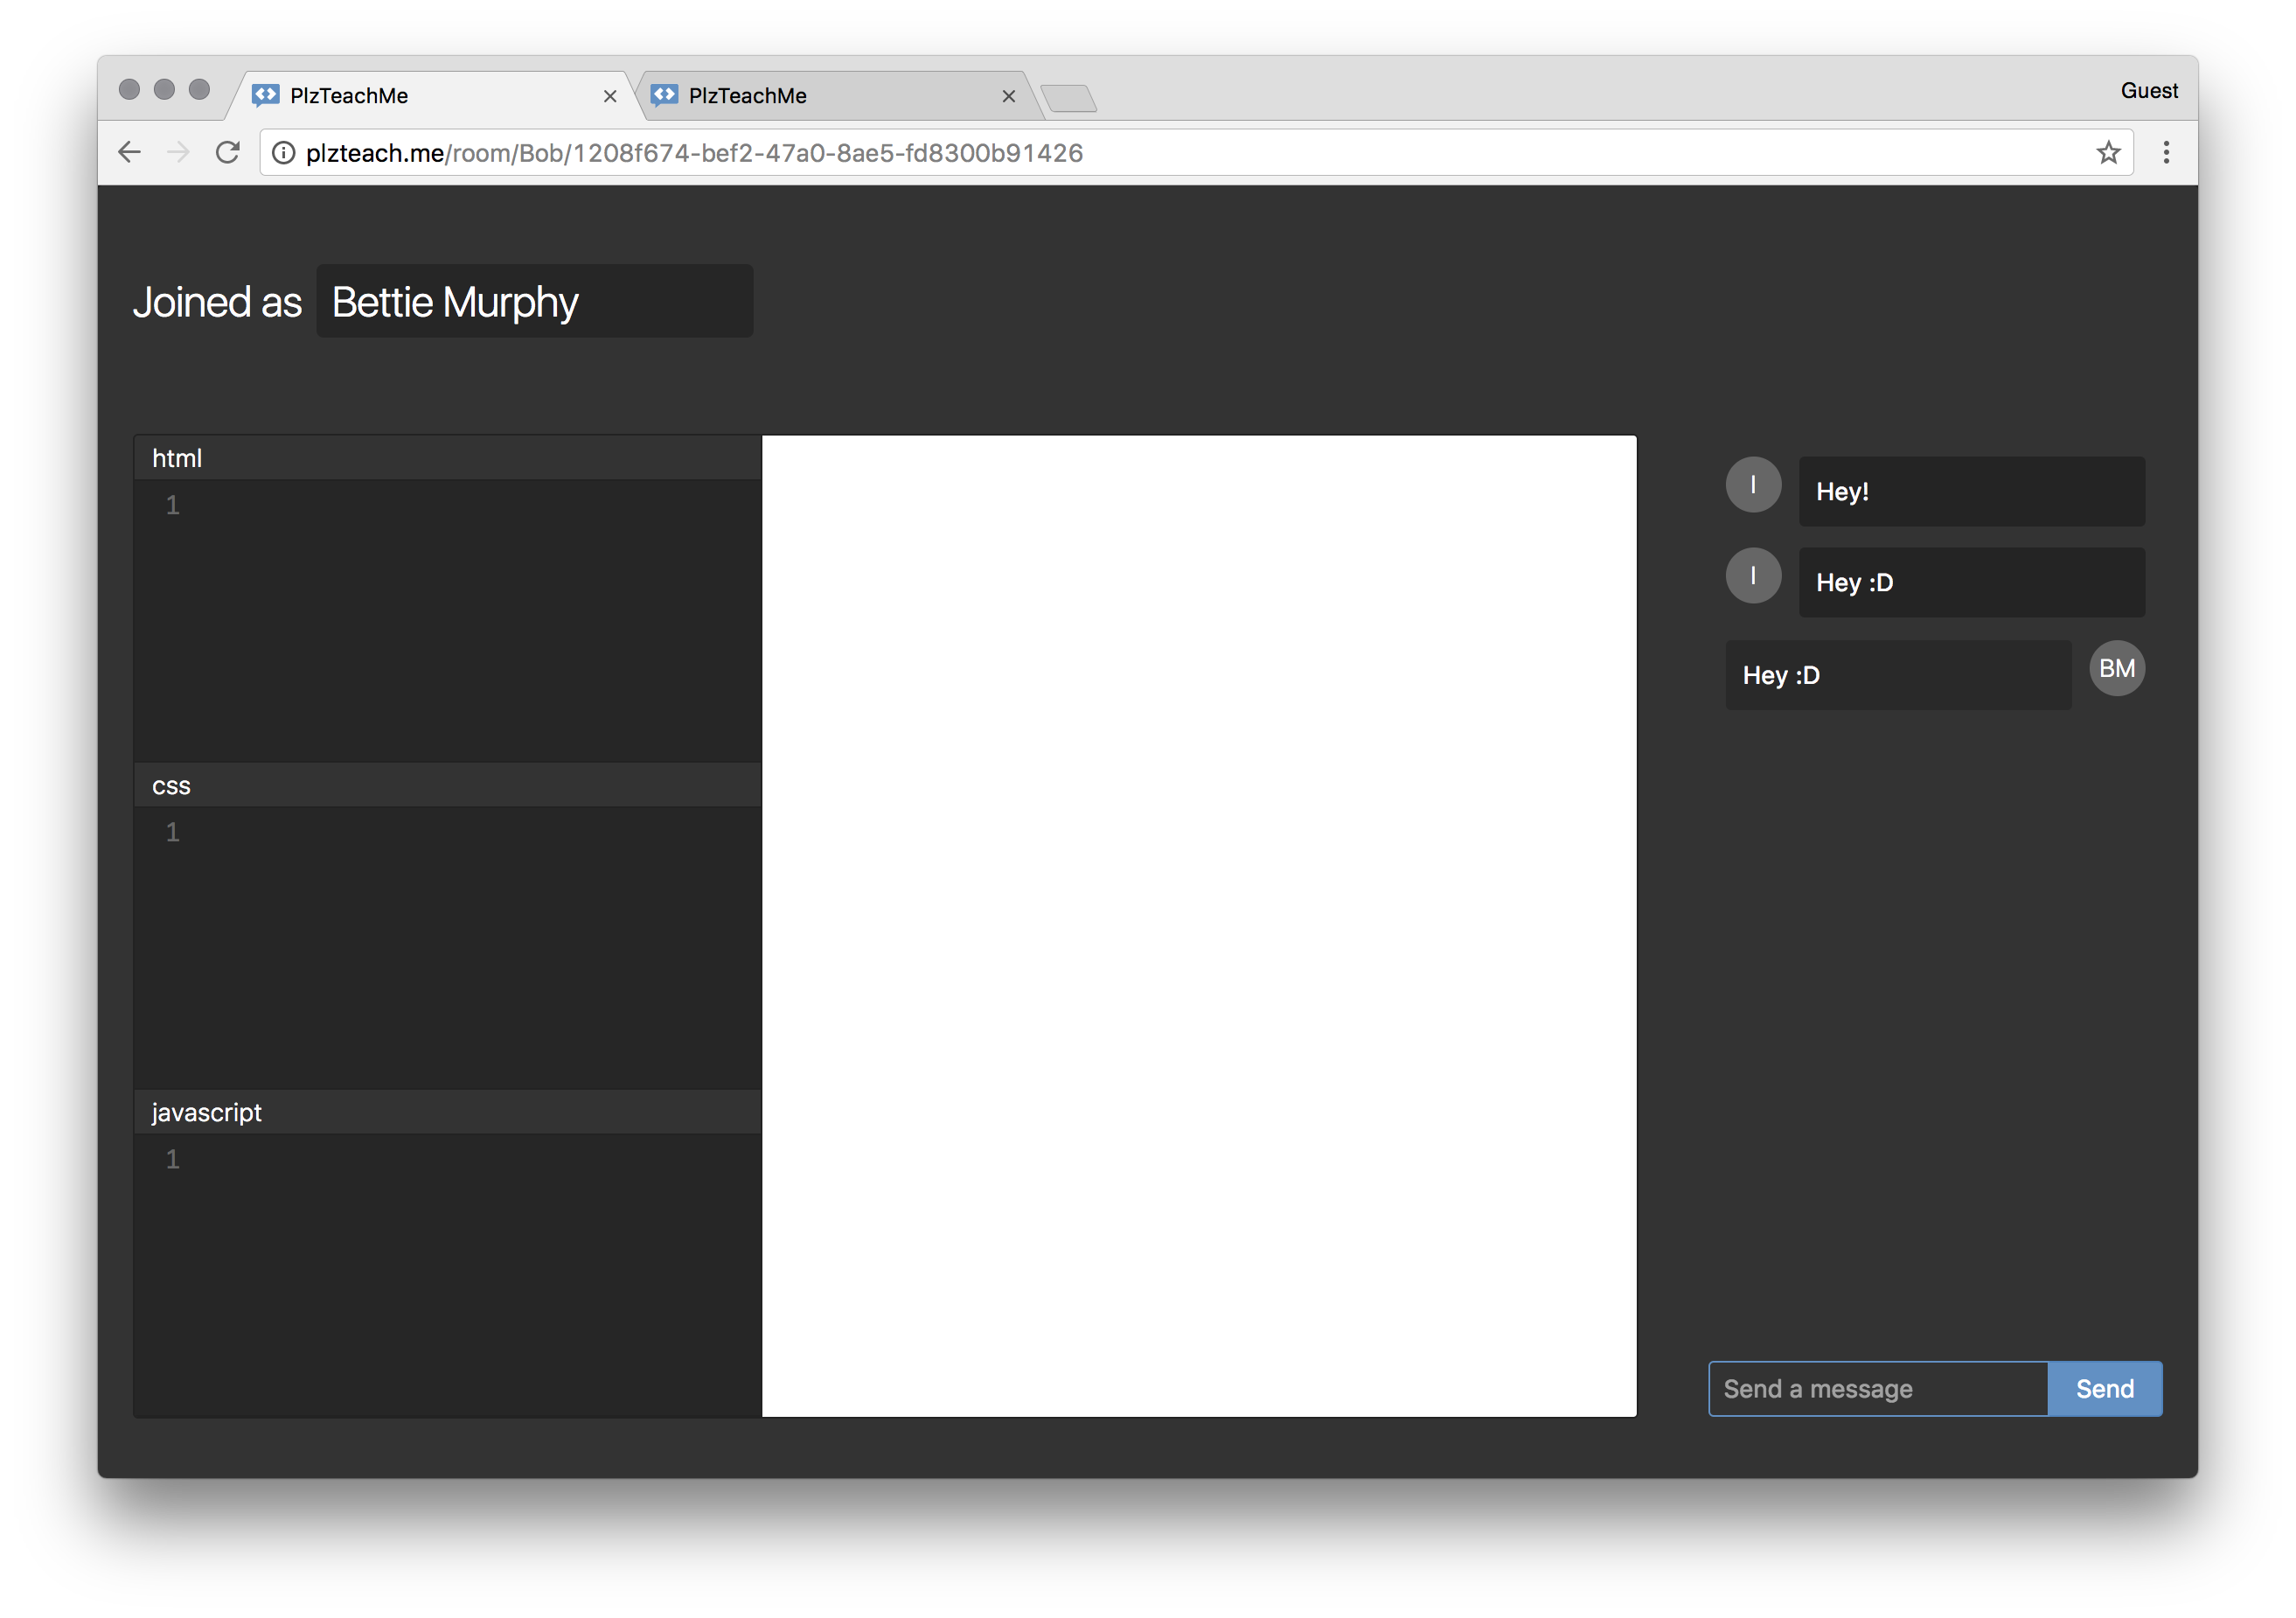 PlzTeachMe
PlzTeachMe
Guest
plzteach.me/room/Bob/1208f674-bef2-47a0-8ae5-fd8300b91426
Joined as Bettie Murphy
html
1
css
1
javascript
1
I Hey!
I Hey :D
Hey :D BM
Send a message Send